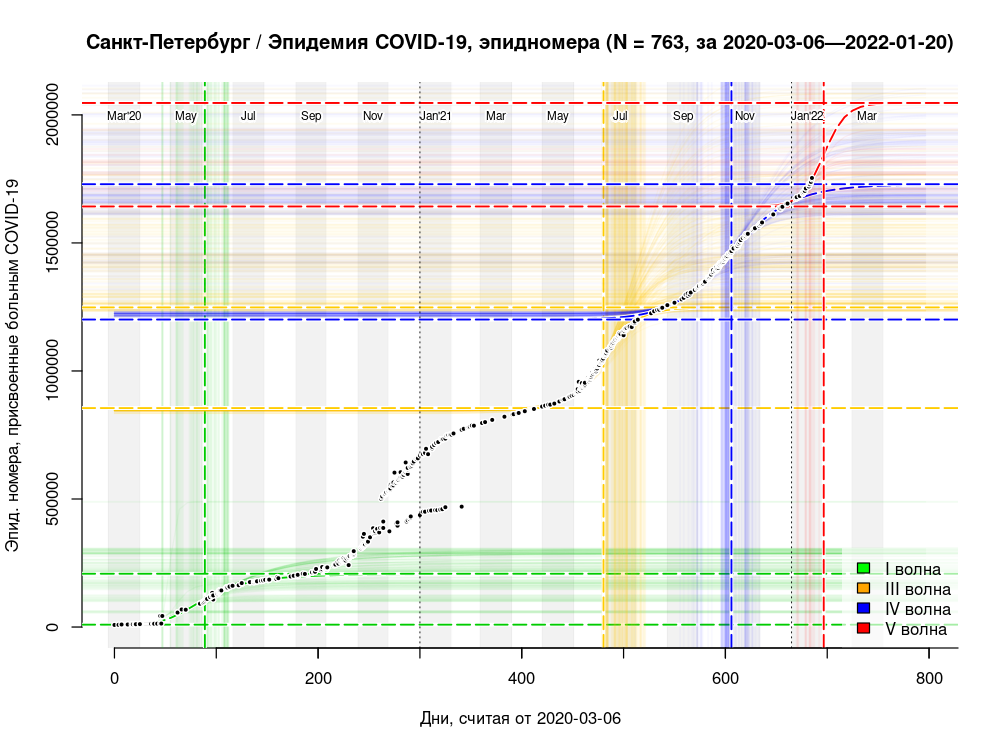 Санкт-Петербург / Эпидемия COVID-19, эпидномера (N = 763, за 2020-03-06—2022-01-20)
Эпид. номера, присвоенные больным COVID-19
2000000
1500000
1000000
500000
0
Mar'20 May Jul Sep Nov Jan'21 Mar May Jul Sep Nov Jan'22 Mar
I волна
III волна
IV волна
V волна
0 200 400 600 800
Дни, считая от 2020-03-06